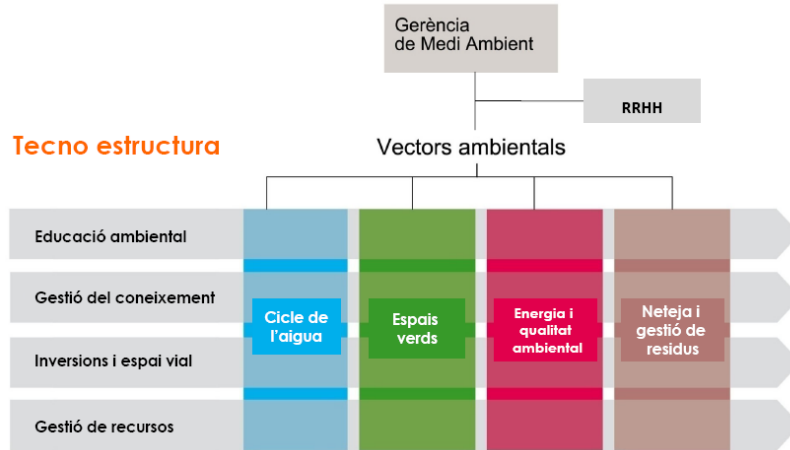 Gerència
de Medi Ambient
RRHH
Tecno estructura
Vectors ambientals
Educació ambiental
Gestió del coneixement
Cicle de
l'aigua
Espais
verds
Energia i
qualitat
ambiental
Neteja i
gestió de
residus
Inversions i espai vial
Gestió de recursos